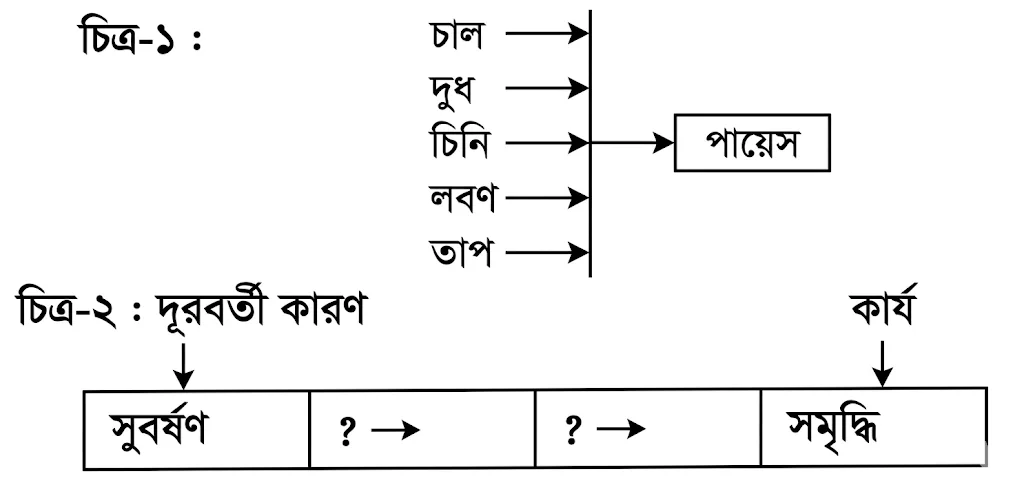 চিত্র-১ :
চাল
দুধ
চিনি
লবণ
তাপ
পায়েস
চিত্র-২ : দূরবর্তী কারণ
কার্য
সুবর্ষণ ? → ? → সমৃদ্ধি